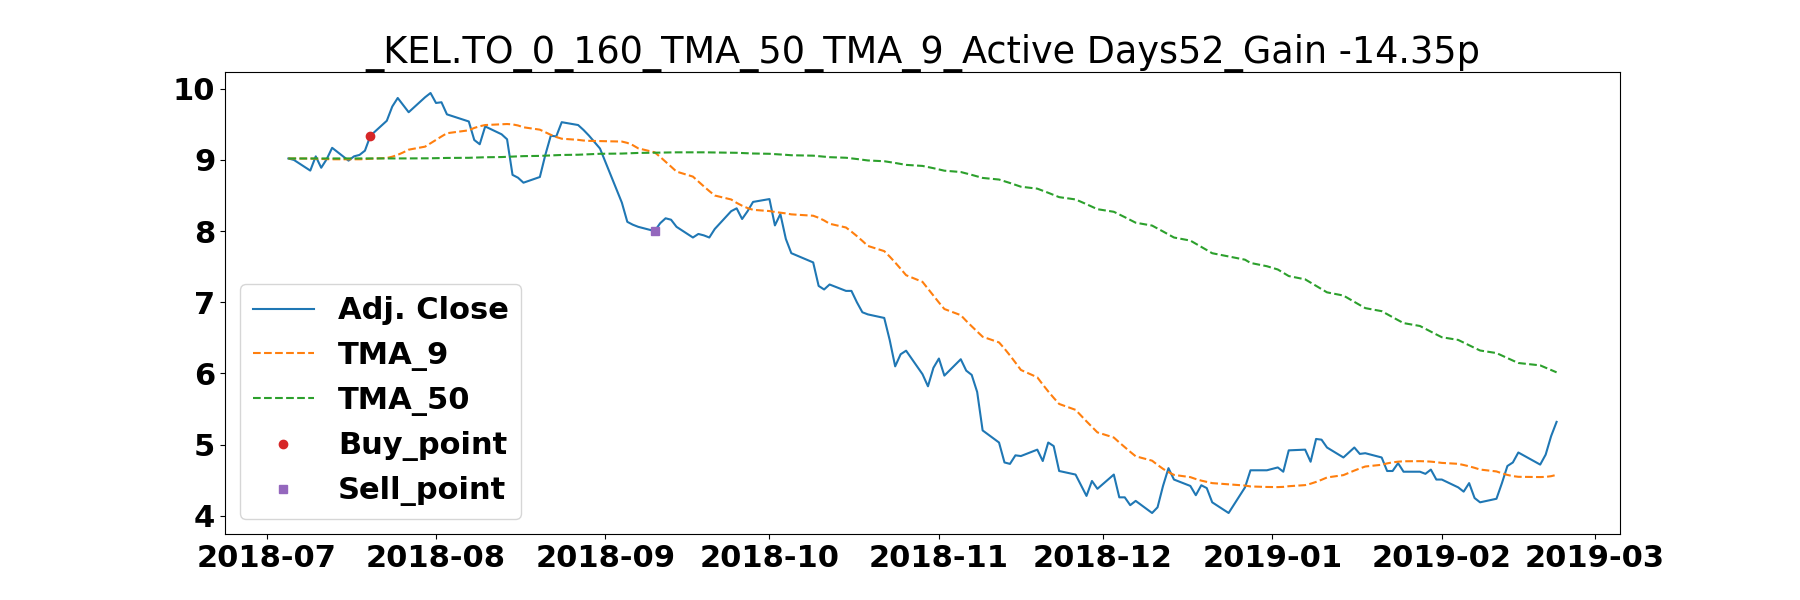 _KEL.TO_0_160_TMA_50_TMA_9_Active Days52_Gain -14.35p
10
9
8
7
6
5
4
Adj. Close
TMA_9
TMA_50
Buy_point
Sell_point
2018-07 2018-08 2018-09 2018-10 2018-11 2018-12 2019-01 2019-02 2019-03